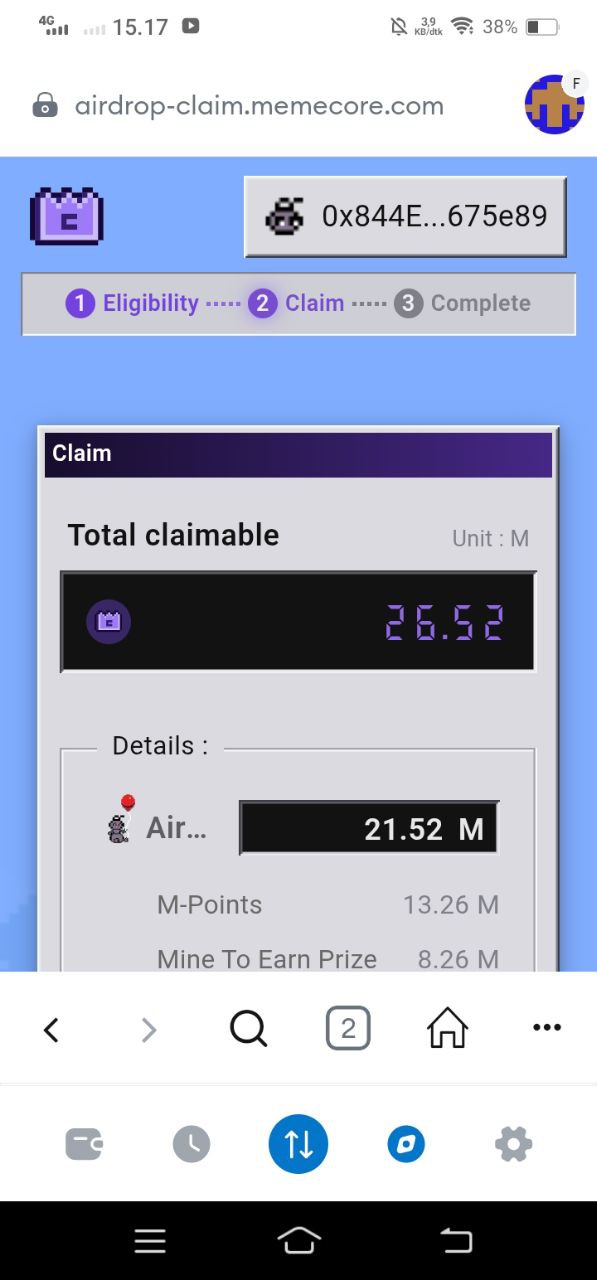 4G 15.17 3,9 KB/dtk 38%
airdrop-claim.memecore.com F
0x844E...675e89
1 Eligibility 2 Claim 3 Complete
Claim
Total claimable Unit : M
26.52
Details :
Air... 21.52 M
M-Points 13.26 M
Mine To Earn Prize 8.26 M
2